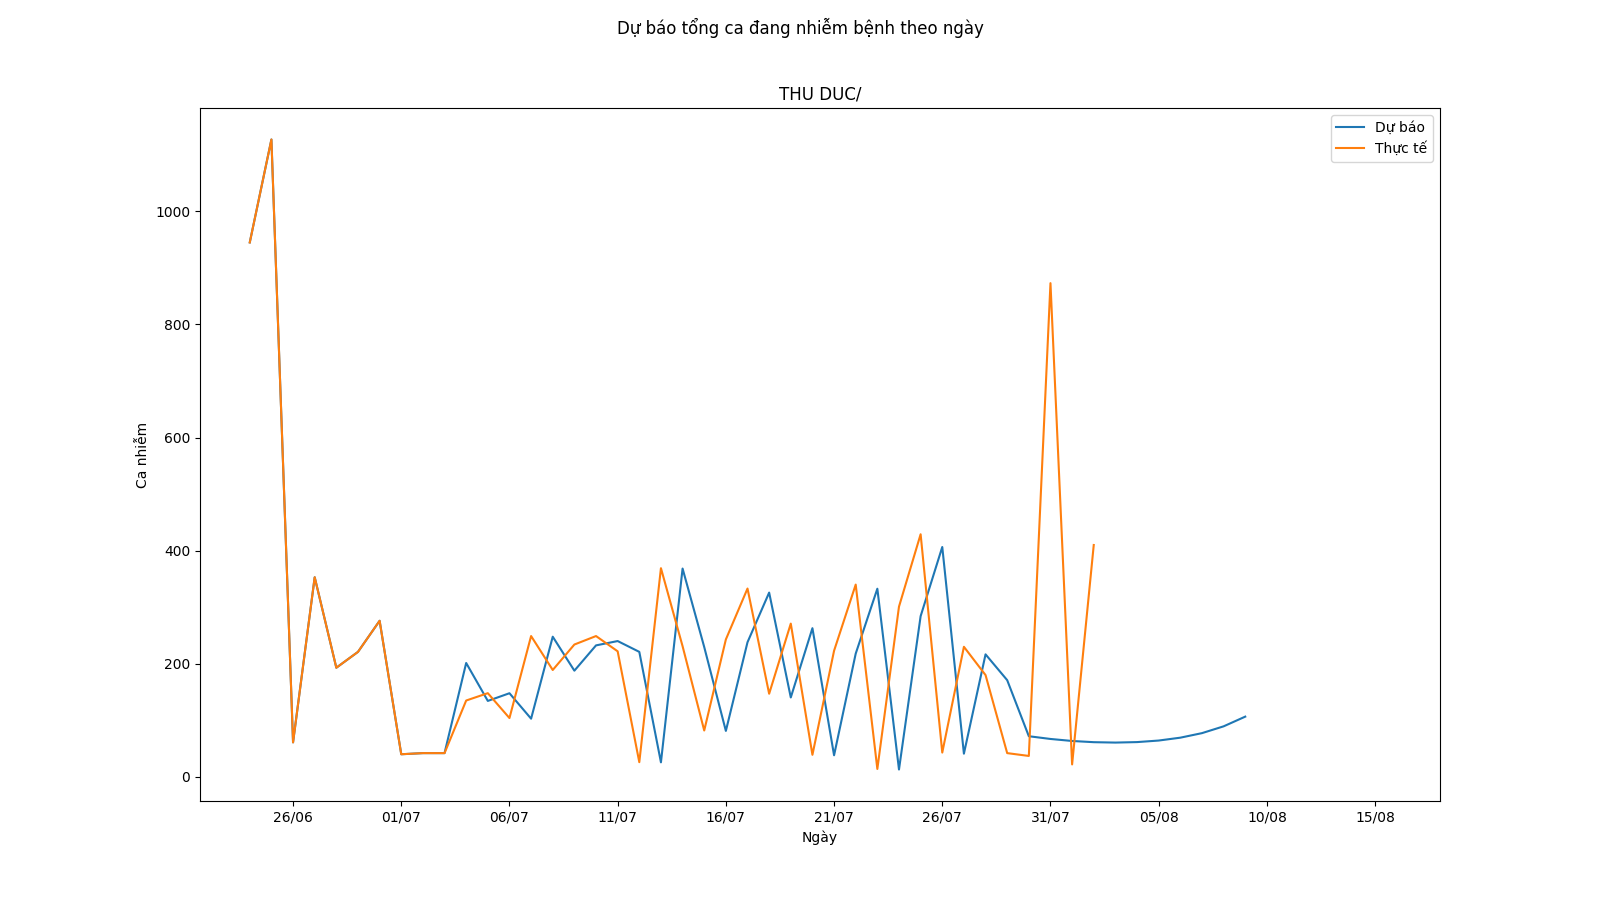 Dự báo tổng ca đang nhiễm bệnh theo ngày
THU DUC/
Dự báo
Thực tế
1000
800
600
400
200
0
Ca nhiễm
26/06
01/07
06/07
11/07
16/07
21/07
26/07
31/07
05/08
10/08
15/08
Ngày